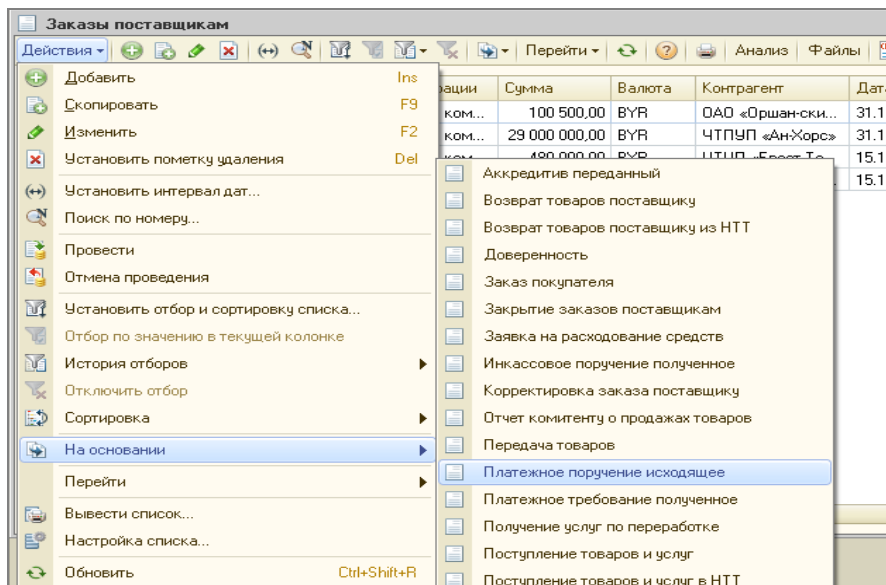 Заказы поставщикам
Действия Перейти Анализ Файлы
Добавить Ins
Скопировать F9
Изменить F2
Установить пометку удаления Del
Установить интервал дат...
Поиск по номеру...
Провести
Отмена проведения
Установить отбор и сортировку списка...
Отбор по значению в текущей колонке
История отборов
Отключить отбор
Сортировка
На основании
Перейти
Вывести список...
Настройка списка...
Обновить Ctrl+Shift+R
Сумма Валюта Контрагент
ком... 100 500,00 BYR ОАО «Оршан-ски... 31.1
ком... 29 000 000,00 BYR ЧТПУП «Ан-Хорс» 31.1
BYR 15.1
15.1
Аккредитив переданный
Возврат товаров поставщику
Возврат товаров поставщику из НТТ
Доверенность
Заказ покупателя
Закрытие заказов поставщикам
Заявка на расходование средств
Инкассовое поручение полученное
Корректировка заказа поставщику
Отчет комитенту о продажах товаров
Передача товаров
Платежное поручение исходящее
Платежное требование полученное
Получение услуг по переработке
Поступление товаров и услуг
Поступление товаров и услуг в НТТ